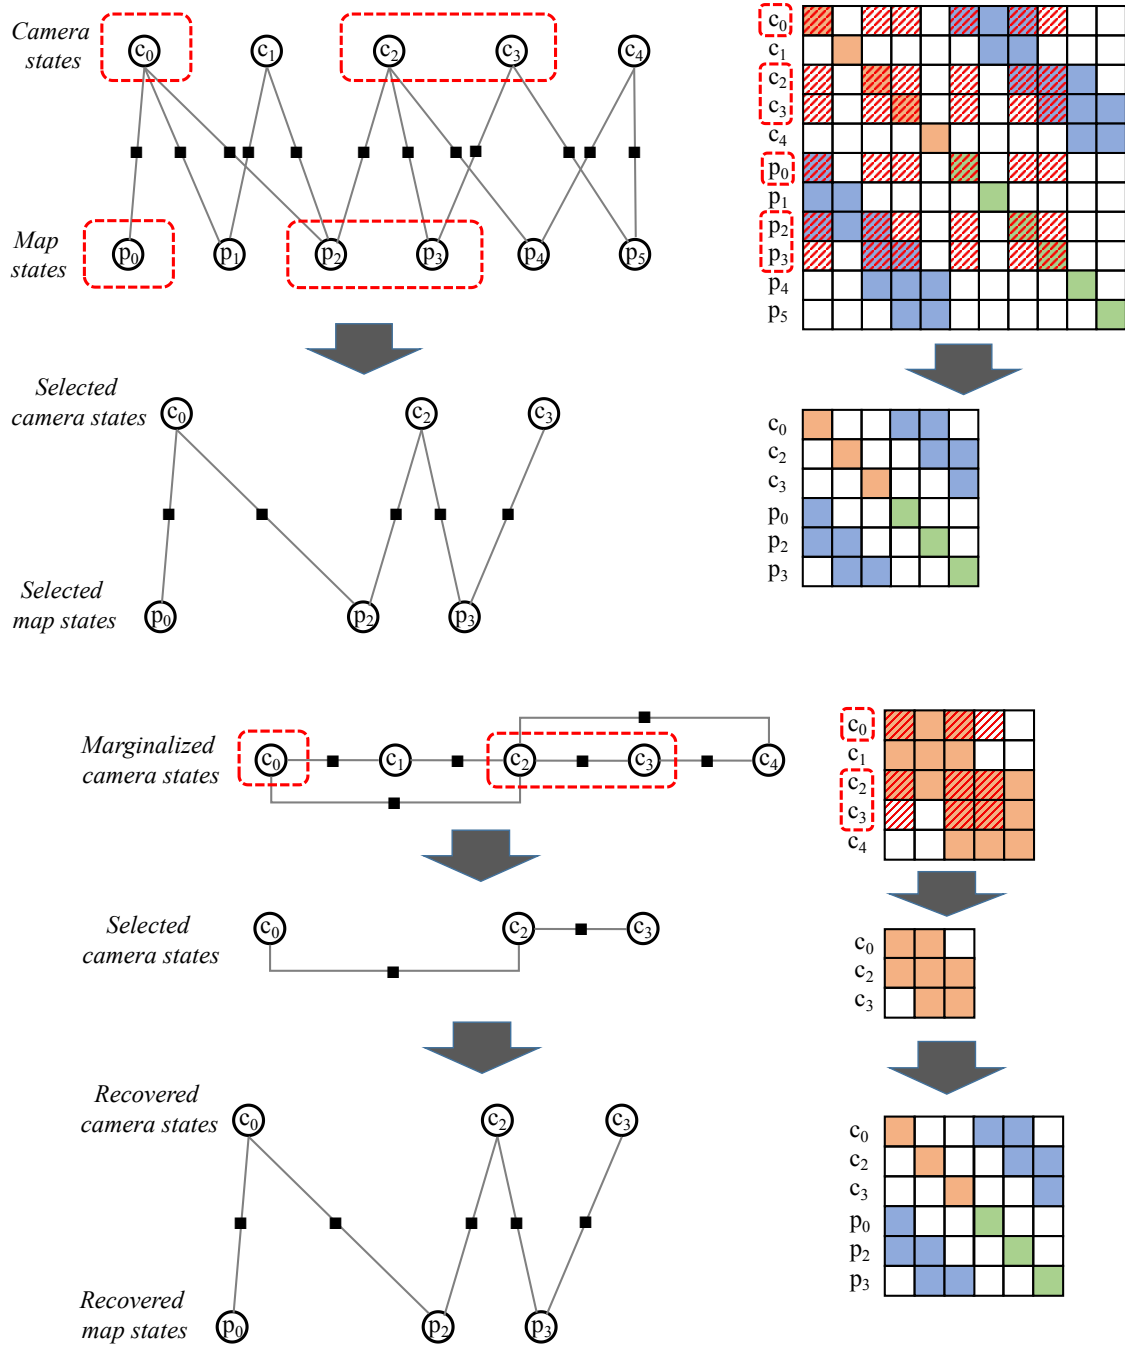 Camera
states
c0 c1 c2 c3 c4
Map
states
p0 p1 p2 p3 p4 p5
c0
c1
c2
c3
c4
p0
p1
p2
p3
p4
p5
Selected
camera states
c0 c2 c3
Selected
map states
p0 p2 p3
c0
c2
c3
p0
p2
p3
Marginalized
camera states
c0 c1 c2 c3 c4
c0
c1
c2
c3
c4
Selected
camera states
c0 c2 c3
c0
c2
c3
Recovered
camera states
c0 c2 c3
Recovered
map states
p0 p2 p3
c0
c2
c3
p0
p2
p3